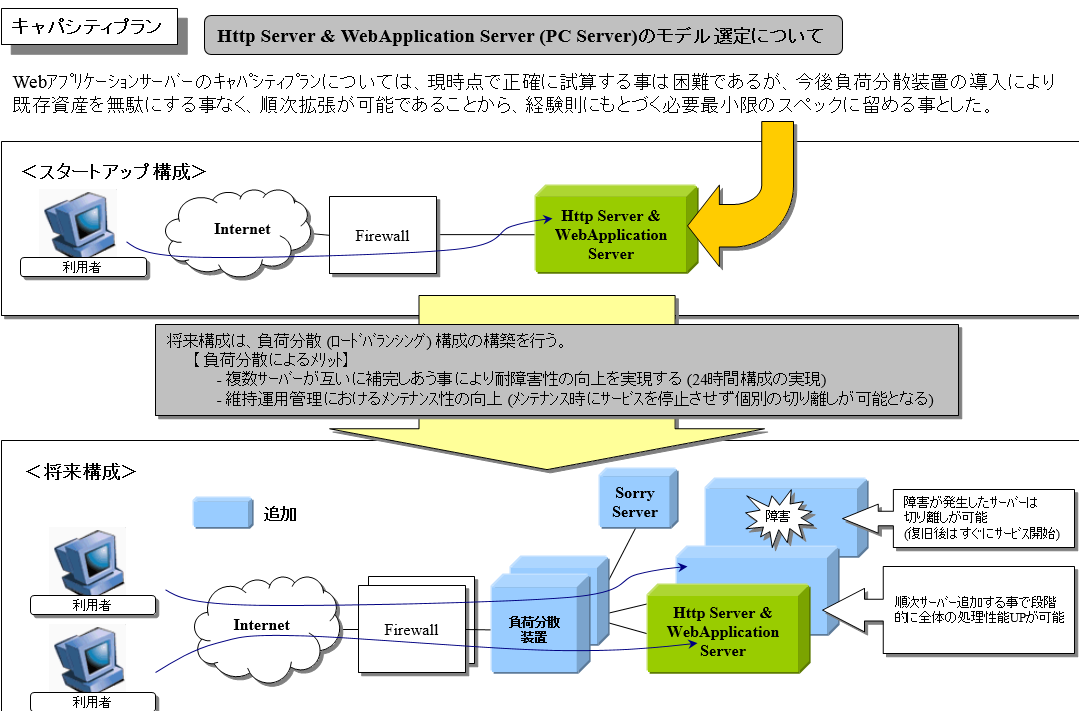 キャパシティプラン
Http Server & WebApplication Server (PC Server)のモデル選定について
Webｱﾌﾟﾘｹｰｼｮﾝｻｰﾊﾞｰのｷｬﾊﾟｼﾃｨﾌﾟﾗﾝについては、現時点で正確に試算する事は困難であるが、今後負荷分散装置の導入により
既存資産を無駄にする事なく、順次拡張が可能であることから、経験則にもとづく必要最小限のスペックに留める事とした。
＜スタートアップ構成＞
利用者
Internet
Firewall
Http Server &
WebApplication
Server
将来構成は、負荷分散 (ﾛｰﾄﾞﾊﾞﾗﾝｼﾝｸﾞ) 構成の構築を行う。
【負荷分散によるﾒﾘｯﾄ】
- 複数ｻｰﾊﾞｰが互いに補完しあう事により耐障害性の向上を実現する (24時間構成の実現)
- 維持運用管理におけるﾒﾝﾃﾅﾝｽ性の向上 (ﾒﾝﾃﾅﾝｽ時にｻｰﾋﾞｽを停止させず個別の切り離しが可能となる)
＜将来構成＞
追加
Sorry
Server
障害
障害が発生したｻｰﾊﾞｰは
切り離しが可能
(復旧後はすぐにｻｰﾋﾞｽ開始)
利用者
Internet
Firewall
負荷分散
装置
Http Server &
WebApplication
Server
順次ｻｰﾊﾞｰ追加する事で段階
的に全体の処理性能UPが可能
利用者